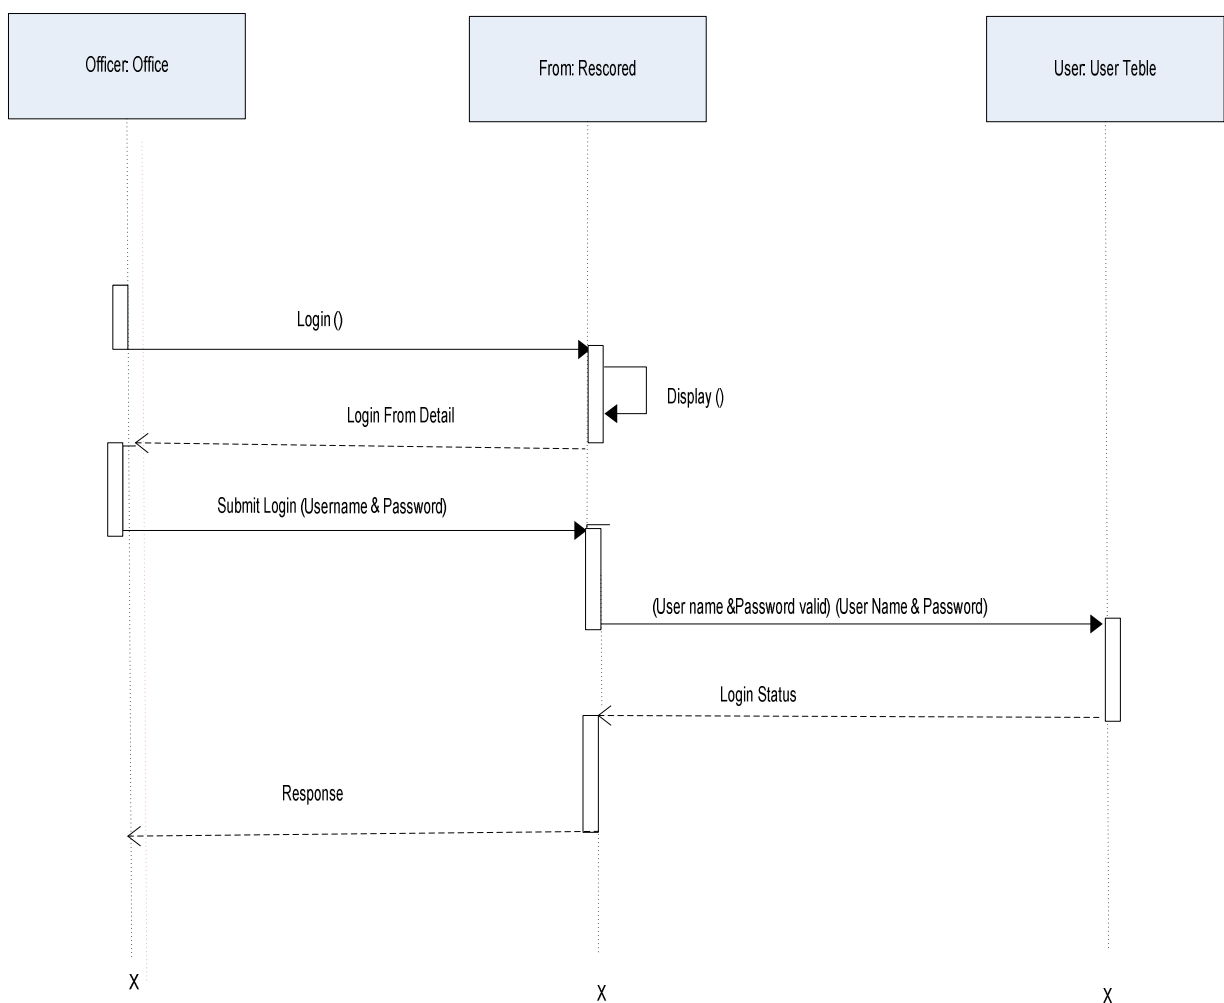 Officer: Office
From: Rescored
User: User Teble
Login ()
Display ()
Login From Detail
Submit Login (Username & Password)
(User name &Password valid) (User Name & Password)
Login Status
Response
X
X
X